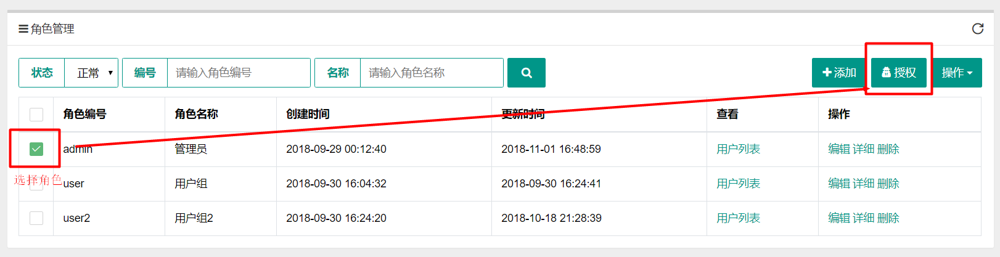 角色管理
状态 正常 编号 请输入角色编号 名称 请输入角色名称 添加 授权 操作
角色编号 角色名称 创建时间 更新时间 查看 操作
admin 管理员 2018-09-29 00:12:40 2018-11-01 16:48:59 用户列表 编辑 详细 删除
选择角色
user 用户组 2018-09-30 16:04:32 2018-09-30 16:24:41 用户列表 编辑 详细 删除
user2 用户组2 2018-09-30 16:24:20 2018-10-18 21:28:39 用户列表 编辑 详细 删除